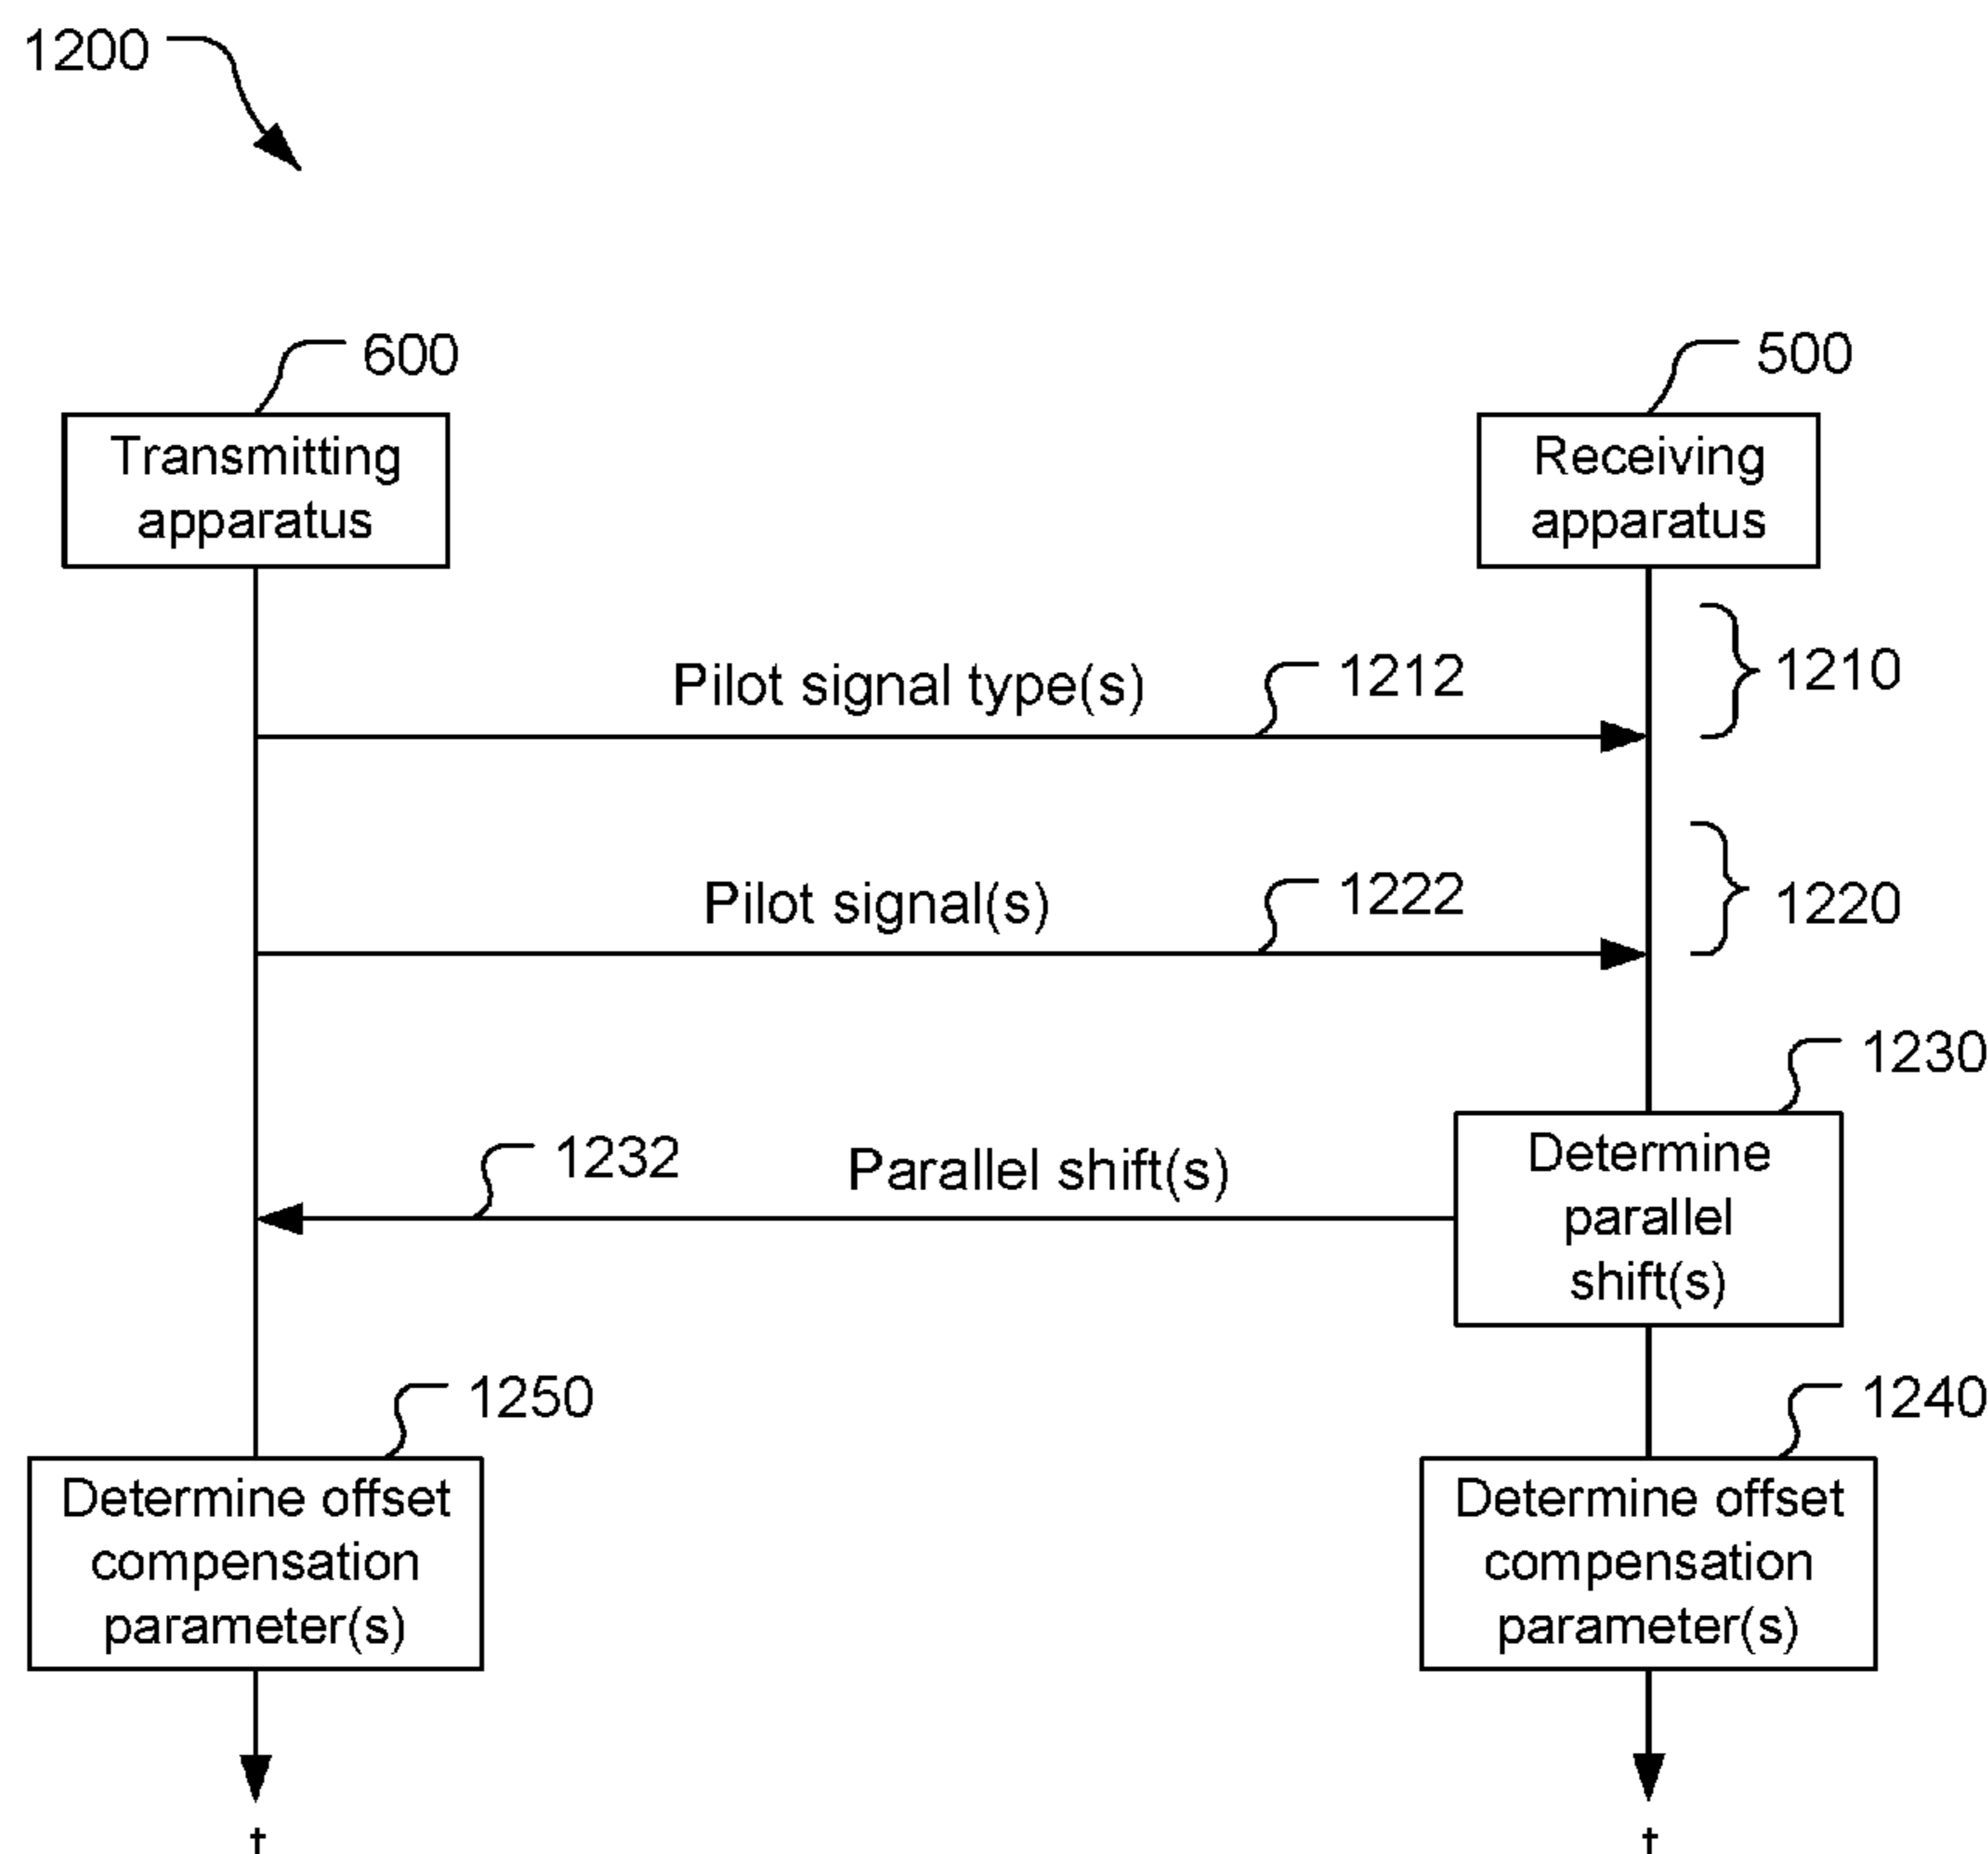 1200
600
500
Transmitting
apparatus
Receiving
apparatus
Pilot signal type(s)
1212
1210
Pilot signal(s)
1222
1220
1230
1232
Parallel shift(s)
Determine
parallel
shift(s)
1250
1240
Determine offset
compensation
parameter(s)
Determine offset
compensation
parameter(s)
t
t